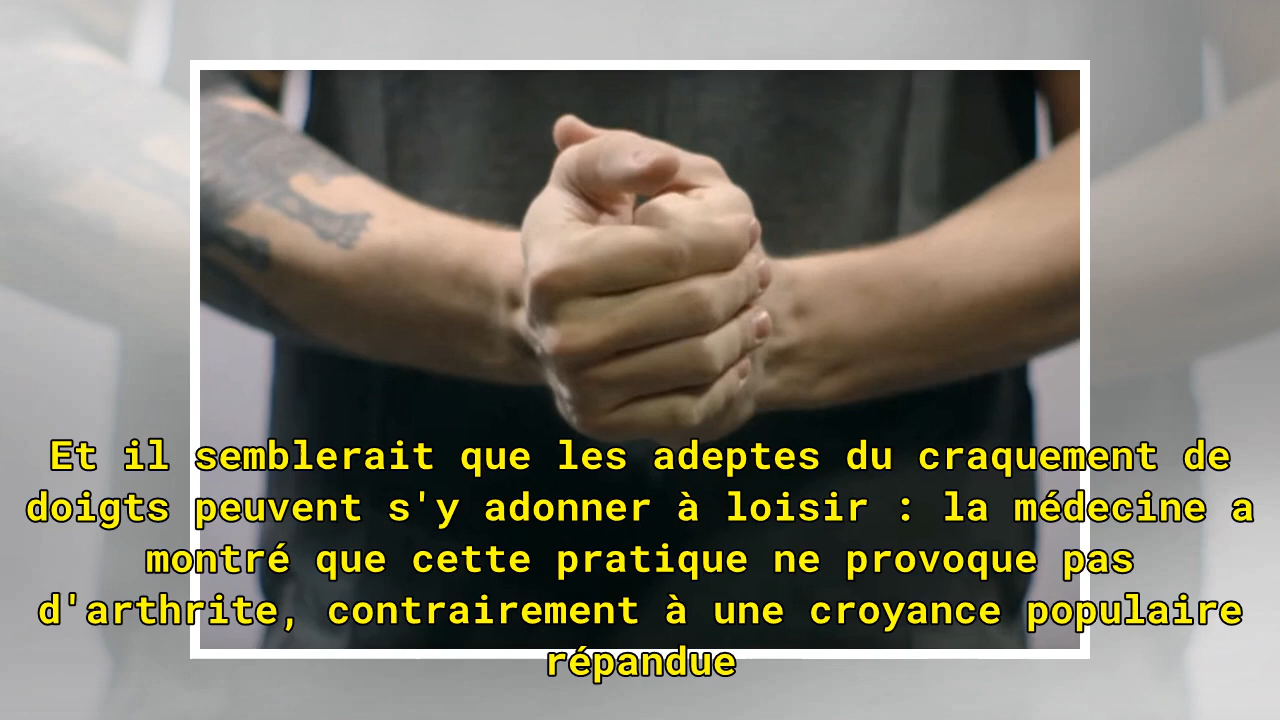 Et il semblerait que les adeptes du craquement de
doigts peuvent s'y adonner à loisir : la médecine a
montré que cette pratique ne provoque pas
d'arthrite, contrairement à une croyance populaire
répandue